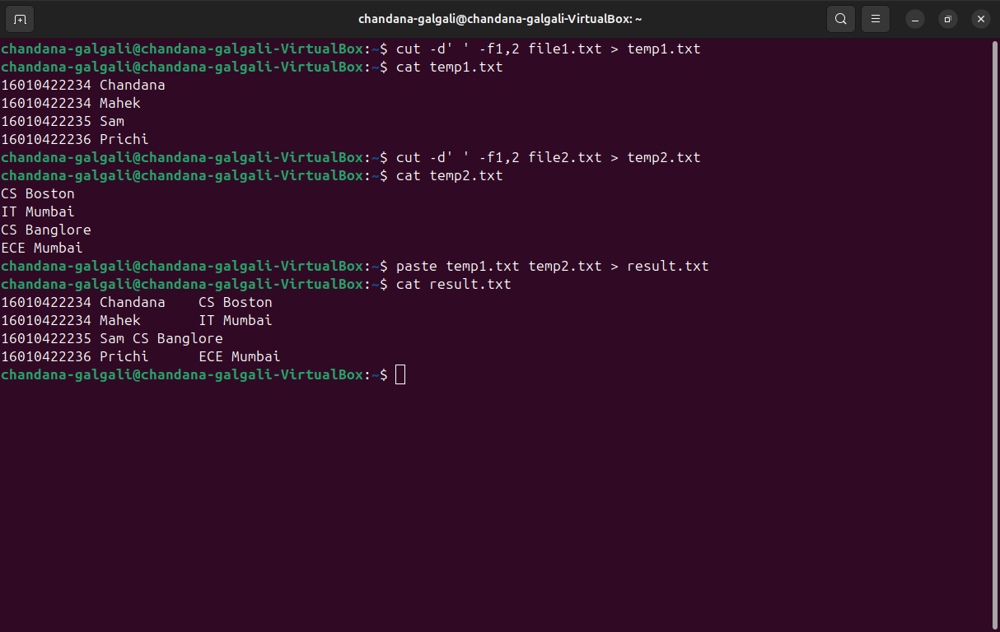 chandana-galgali@chandana-galgali-VirtualBox: ~
chandana-galgali@chandana-galgali-VirtualBox:~$ cut -d' ' -f1,2 file1.txt > temp1.txt
chandana-galgali@chandana-galgali-VirtualBox:~$ cat temp1.txt
16010422234 Chandana
16010422234 Mahek
16010422235 Sam
16010422236 Prichi
chandana-galgali@chandana-galgali-VirtualBox:~$ cut -d' ' -f1,2 file2.txt > temp2.txt
chandana-galgali@chandana-galgali-VirtualBox:~$ cat temp2.txt
CS Boston
IT Mumbai
CS Banglore
ECE Mumbai
chandana-galgali@chandana-galgali-VirtualBox:~$ paste temp1.txt temp2.txt > result.txt
chandana-galgali@chandana-galgali-VirtualBox:~$ cat result.txt
16010422234 Chandana    CS Boston
16010422234 Mahek       IT Mumbai
16010422235 Sam CS Banglore
16010422236 Prichi      ECE Mumbai
chandana-galgali@chandana-galgali-VirtualBox:~$